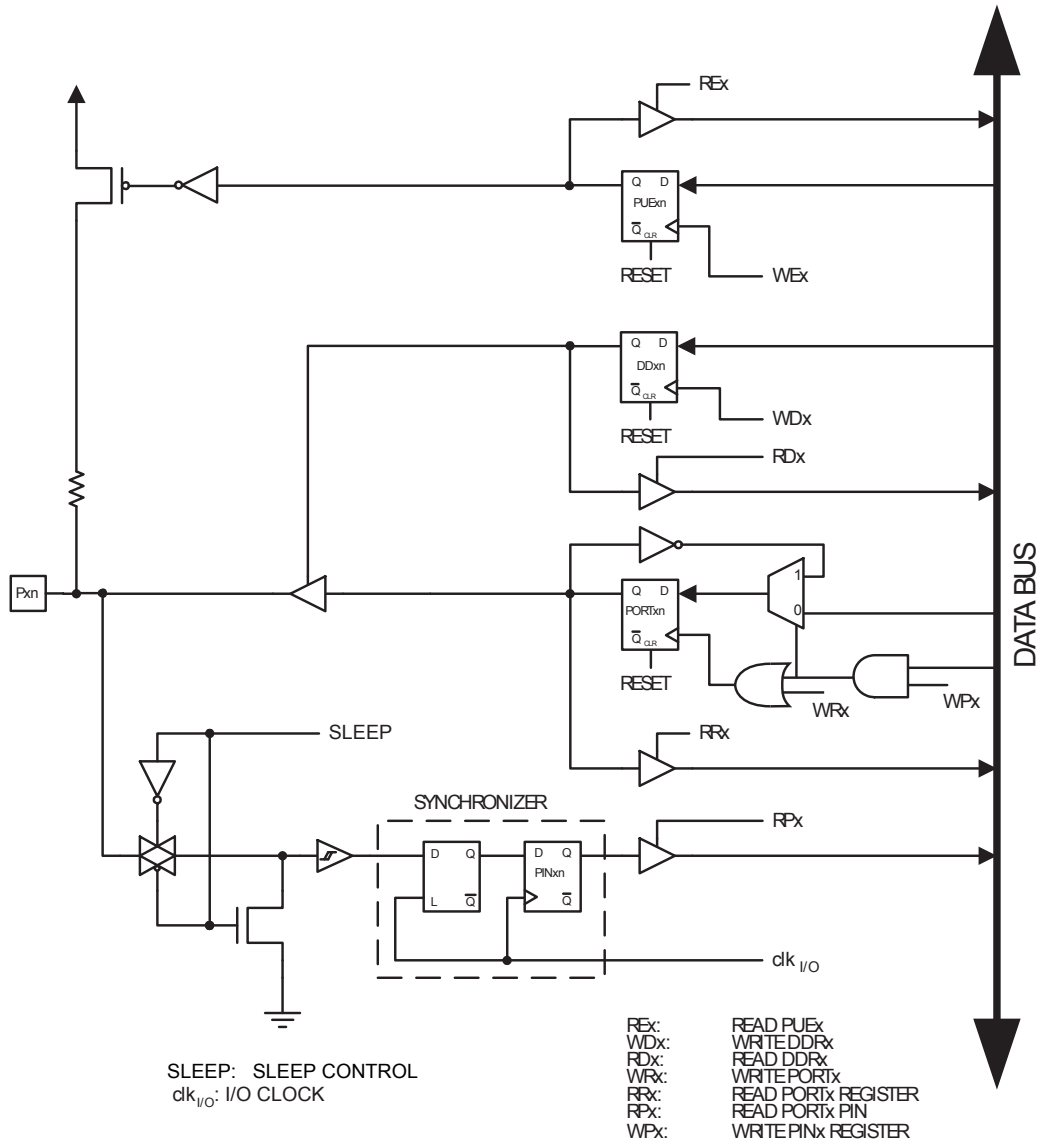 REx
Q D
PUExn
Q CLR
RESET
WEx
Q D
DDxn
Q CLR
RESET
WDx
RDx
Pxn
1
Q D
PORTxn
0
Q CLR
RESET
WRx
WPx
DATA BUS
SLEEP
RRx
SYNCHRONIZER
RPx
D Q
D Q
PINxn
L Q
Q
clk I/O
REx: READ PUEx
WDx: WRITE DDRx
RDx: READ DDRx
WRx: WRITE PORTx
RRx: READ PORTx REGISTER
RPx: READ PORTx PIN
WPx: WRITE PINx REGISTER
SLEEP: SLEEP CONTROL
clk I/O: I/O CLOCK